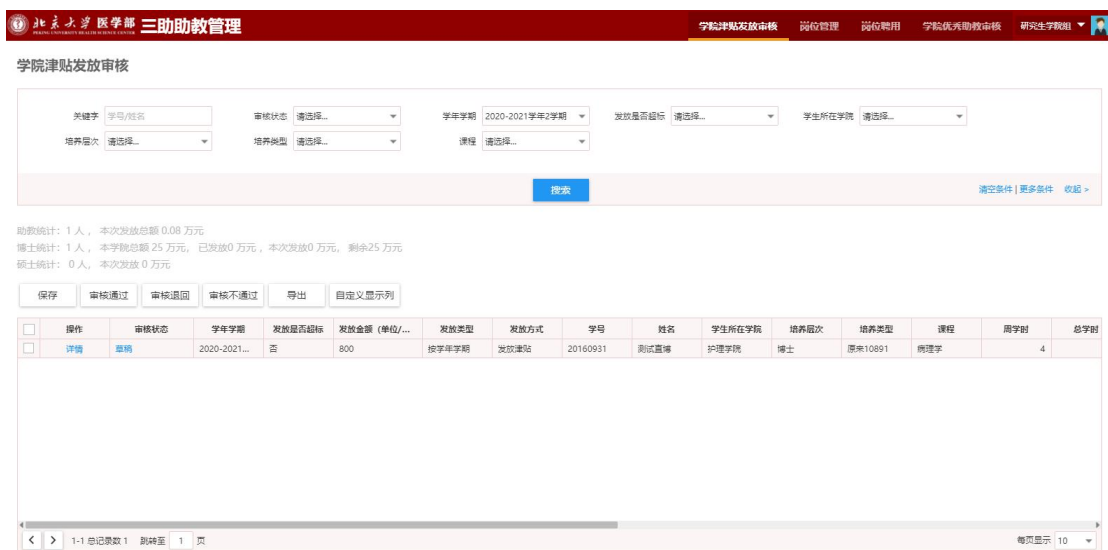 北京大学 医学部 三助助教管理 学院津贴发放审核 岗位管理 岗位聘用 学院优秀助教审核 研究生学院组
PEKING UNIVERSITY HEALTH SCIENCE CENTER
学院津贴发放审核
关键字 学号/姓名 审核状态 请选择... 学年学期 2020-2021学年2学期 发放是否超标 请选择... 学生所在学院 请选择...
培养层次 请选择... 培养类型 请选择... 课程 请选择...
搜索 清空条件 | 更多条件 收起 »
助教统计：1 人 ， 本次发放总额 0.08 万元
博士统计：1 人 ， 本学院总额 25 万元， 已发放0 万元 ，本次发放0 万元， 剩余25 万元
硕士统计： 0 人， 本次发放 0 万元
保存 审核通过 审核退回 审核不通过 导出 自定义显示列
操作 审核状态 学年学期 发放是否超标 发放金额（单位/... 发放类型 发放方式 学号 姓名 学生所在学院 培养层次 培养类型 课程 周学时 总学时
详情 草稿 2020-2021... 否 800 按学年学期 发放津贴 20160931 测试直博 护理学院 博士 原来10891 病理学 4
1-1 总记录数 1 跳转至 1 页 每页显示 10